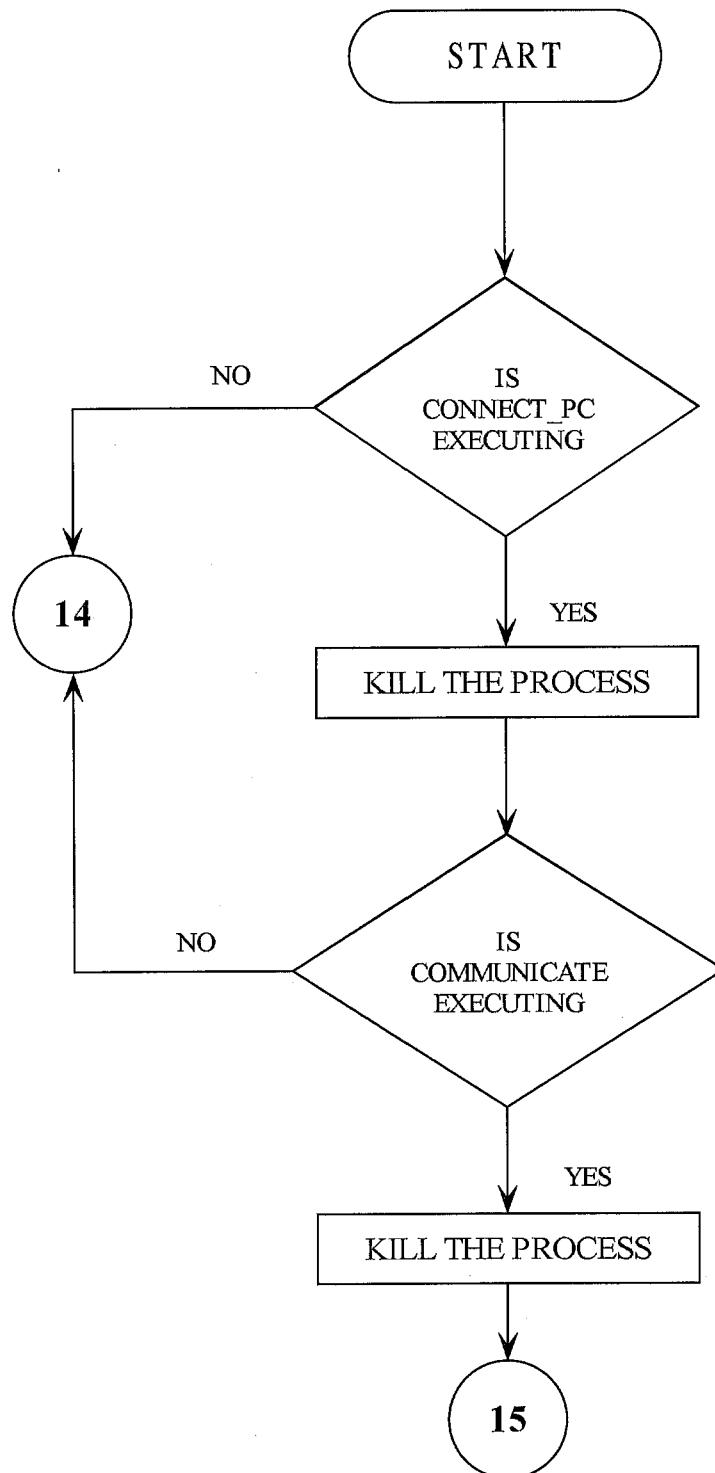 START
NO
IS
CONNECT_PC
EXECUTING
14
YES
KILL THE PROCESS
NO
IS
COMMUNICATE
EXECUTING
YES
KILL THE PROCESS
15